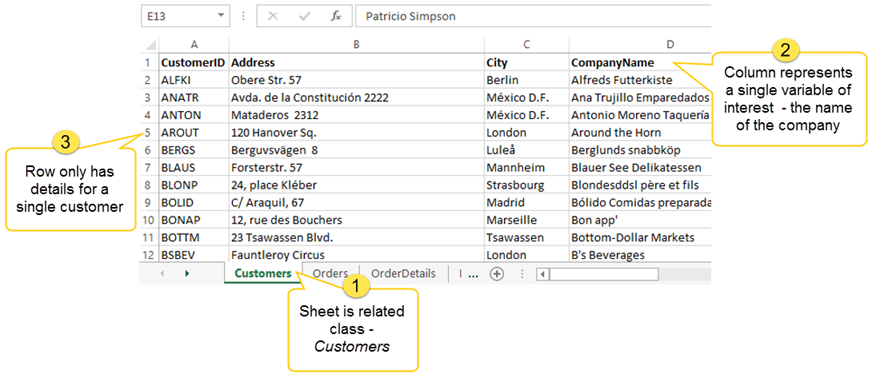 E13 Patricio Simpson
A B C D
1 CustomerID Address City CompanyName
2 ALFKI Obere Str. 57 Berlin Alfreds Futterkiste
3 ANATR Avda. de la Constitución 2222 México D.F. Ana Trujillo Emparedados
4 ANTON Mataderos 2312 México D.F. Antonio Moreno Taquería
5 AROUT 120 Hanover Sq. London Around the Horn
6 BERGS Berguvsvägen 8 Luleå Berglunds snabbköp
7 BLAUS Forsterstr. 57 Mannheim Blauer See Delikatessen
8 BLONP 24, place Kléber Strasbourg Blondesddsl père et fils
9 BOLID C/ Araquil, 67 Madrid Bólido Comidas preparada
10 BONAP 12, rue des Bouchers Marseille Bon app'
11 BOTTM 23 Tsawassen Blvd. Tsawassen Bottom-Dollar Markets
12 BSBEV Fauntleroy Circus London B's Beverages
Customers Orders OrderDetails ...
2
Column represents
a single variable of
interest - the name
of the company
3
Row only has
details for a
single customer
1
Sheet is related
class -
Customers